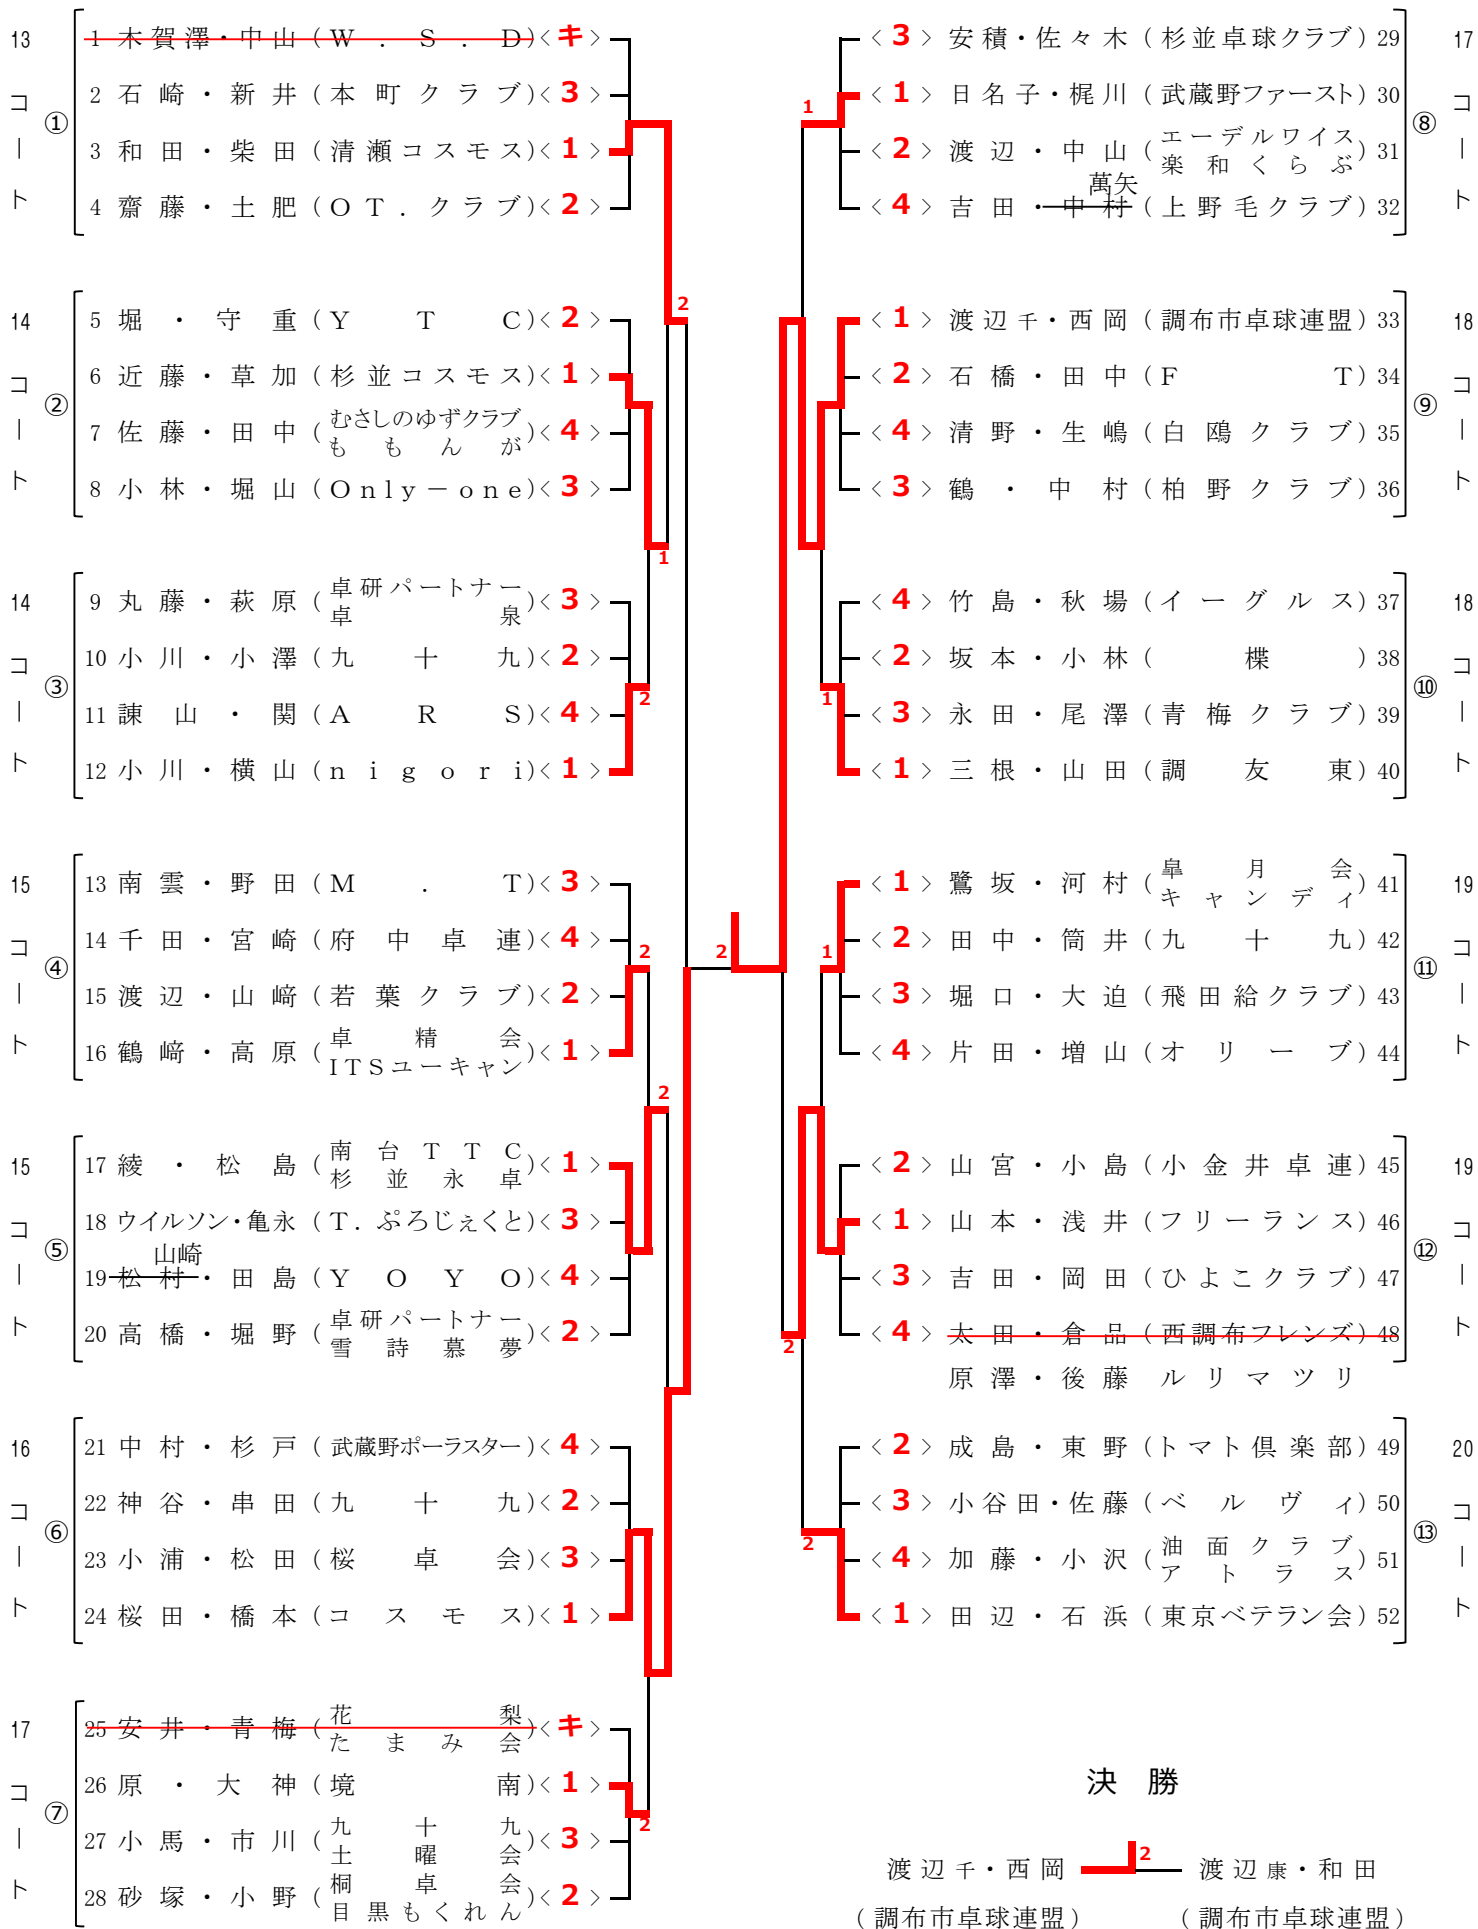 13コート
①
1 木賀澤・中山 (W.S.D) <キ>
2 石崎・新井 (本町クラブ) <3>
3 和田・柴田 (清瀬コスモス) <1>
4 齋藤・土肥 (OT.クラブ) <2>
14コート
②
5 堀・守重 (YTC) <2>
6 近藤・草加 (杉並コスモス) <1>
7 佐藤・田中 (むさしのゆずクラブ ももんが) <4>
8 小林・堀山 (Only－one) <3>
14コート
③
9 丸藤・萩原 (卓研パートナー 卓泉) <3>
10 小川・小澤 (九十九) <2>
11 諫山・関 (ARS) <4>
12 小川・横山 (nigori) <1>
15コート
④
13 南雲・野田 (M.T) <3>
14 千田・宮崎 (府中卓連) <4>
15 渡辺・山﨑 (若葉クラブ) <2>
16 鶴﨑・高原 (卓精会 ITSユーキャン) <1>
15コート
⑤
17 綾・松島 (南台TTC 杉並永卓) <1>
18 ウイルソン・亀永 (T.ぷろじぇくと) <3>
山崎
19 松村・田島 (YOYO) <4>
20 高橋・堀野 (卓研パートナー 雪詩慕夢) <2>
16コート
⑥
21 中村・杉戸 (武蔵野ポーラスター) <4>
22 神谷・串田 (九十九) <2>
23 小浦・松田 (桜卓会) <3>
24 桜田・橋本 (コスモス) <1>
17コート
⑦
25 安井・青梅 (花梨 たまみ会) <キ>
26 原・大神 (境南) <1>
27 小馬・市川 (九十九 土曜会) <3>
28 砂塚・小野 (桐卓会 目黒もくれん) <2>
2
1
2
2
2
2
2
1
1
1
2
2
17コート
⑧
<3> 安積・佐々木 (杉並卓球クラブ) 29
<1> 日名子・梶川 (武蔵野ファースト) 30
<2> 渡辺・中山 (エーデルワイス 楽和くらぶ) 31
萬矢
<4> 吉田・中村 (上野毛クラブ) 32
18コート
⑨
<1> 渡辺千・西岡 (調布市卓球連盟) 33
<2> 石橋・田中 (FT) 34
<4> 清野・生嶋 (白鴎クラブ) 35
<3> 鶴・中村 (柏野クラブ) 36
18コート
⑩
<4> 竹島・秋場 (イーグルス) 37
<2> 坂本・小林 (楪) 38
<3> 永田・尾澤 (青梅クラブ) 39
<1> 三根・山田 (調友東) 40
19コート
⑪
<1> 鷺坂・河村 (皐月会 キャンディ) 41
<2> 田中・筒井 (九十九) 42
<3> 堀口・大迫 (飛田給クラブ) 43
<4> 片田・増山 (オリーブ) 44
19コート
⑫
<2> 山宮・小島 (小金井卓連) 45
<1> 山本・浅井 (フリーランス) 46
<3> 吉田・岡田 (ひよこクラブ) 47
<4> 太田・倉品 (西調布フレンズ) 48
原澤・後藤 ルリマツリ
20コート
⑬
<2> 成島・東野 (トマト倶楽部) 49
<3> 小谷田・佐藤 (ベルヴィ) 50
<4> 加藤・小沢 (油面クラブ アトラス) 51
<1> 田辺・石浜 (東京ベテラン会) 52
決勝
渡辺千・西岡 2 渡辺康・和田
(調布市卓球連盟) (調布市卓球連盟)